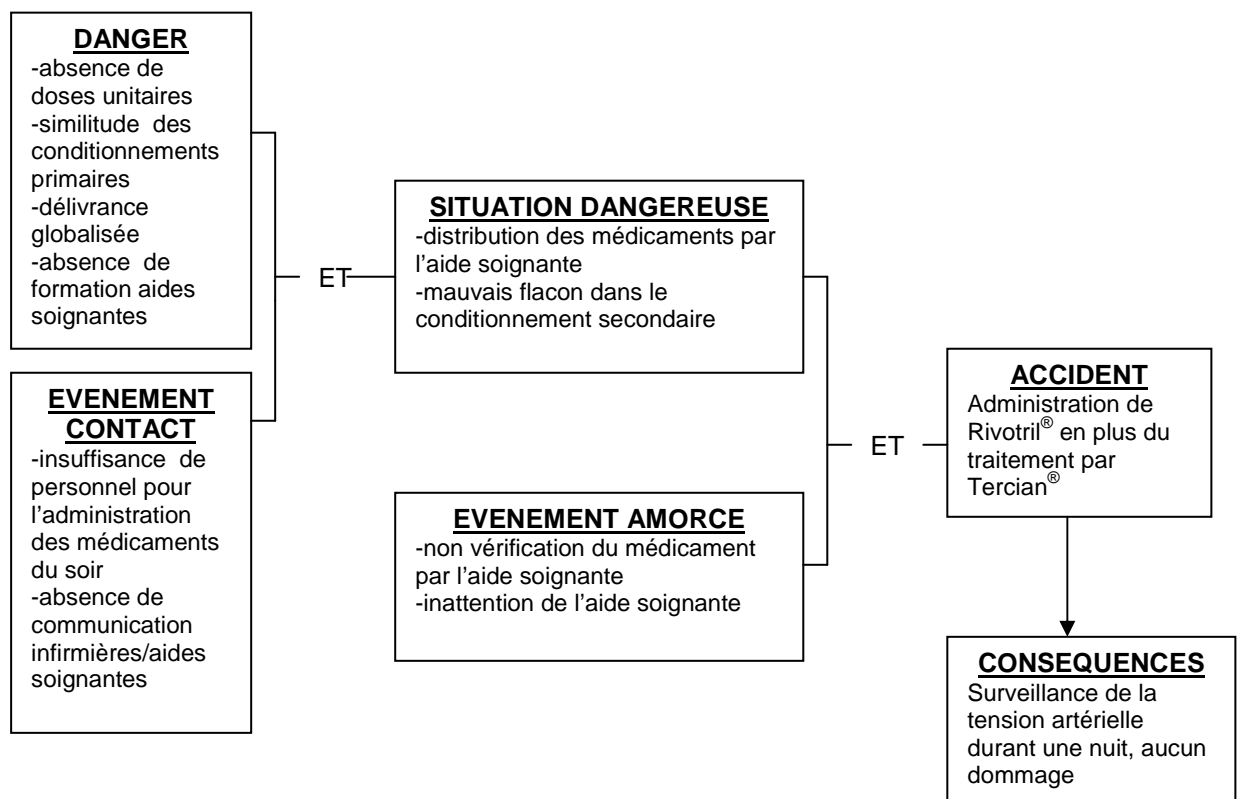 DANGER
-absence de
doses unitaires
-similitude des
conditionnements
primaires
-délivrance
globalisée
-absence de
formation aides
soignantes
EVENEMENT
CONTACT
-insuffisance de
personnel pour
l'administration
des médicaments
du soir
-absence de
communication
infirmières/aides
soignantes
ET
SITUATION DANGEREUSE
-distribution des médicaments par
l'aide soignante
-mauvais flacon dans le
conditionnement secondaire
EVENEMENT AMORCE
-non vérification du médicament
par l'aide soignante
-inattention de l'aide soignante
ET
ACCIDENT
Administration de
Rivotril® en plus du
traitement par
Tercian®
CONSEQUENCES
Surveillance de la
tension artérielle
durant une nuit, aucun
dommage